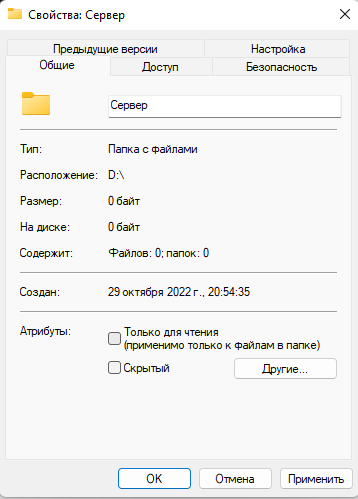 Свойства: Сервер
Предыдущие версии
Настройка
Общие
Доступ
Безопасность
Сервер
Тип: Папка с файлами
Расположение: D:\
Размер: 0 байт
На диске: 0 байт
Содержит: Файлов: 0; папок: 0
Создан: 29 октября 2022 г., 20:54:35
Атрибуты: Только для чтения
(применимо только к файлам в папке)
Скрытый
Другие...
OK
Отмена
Применить